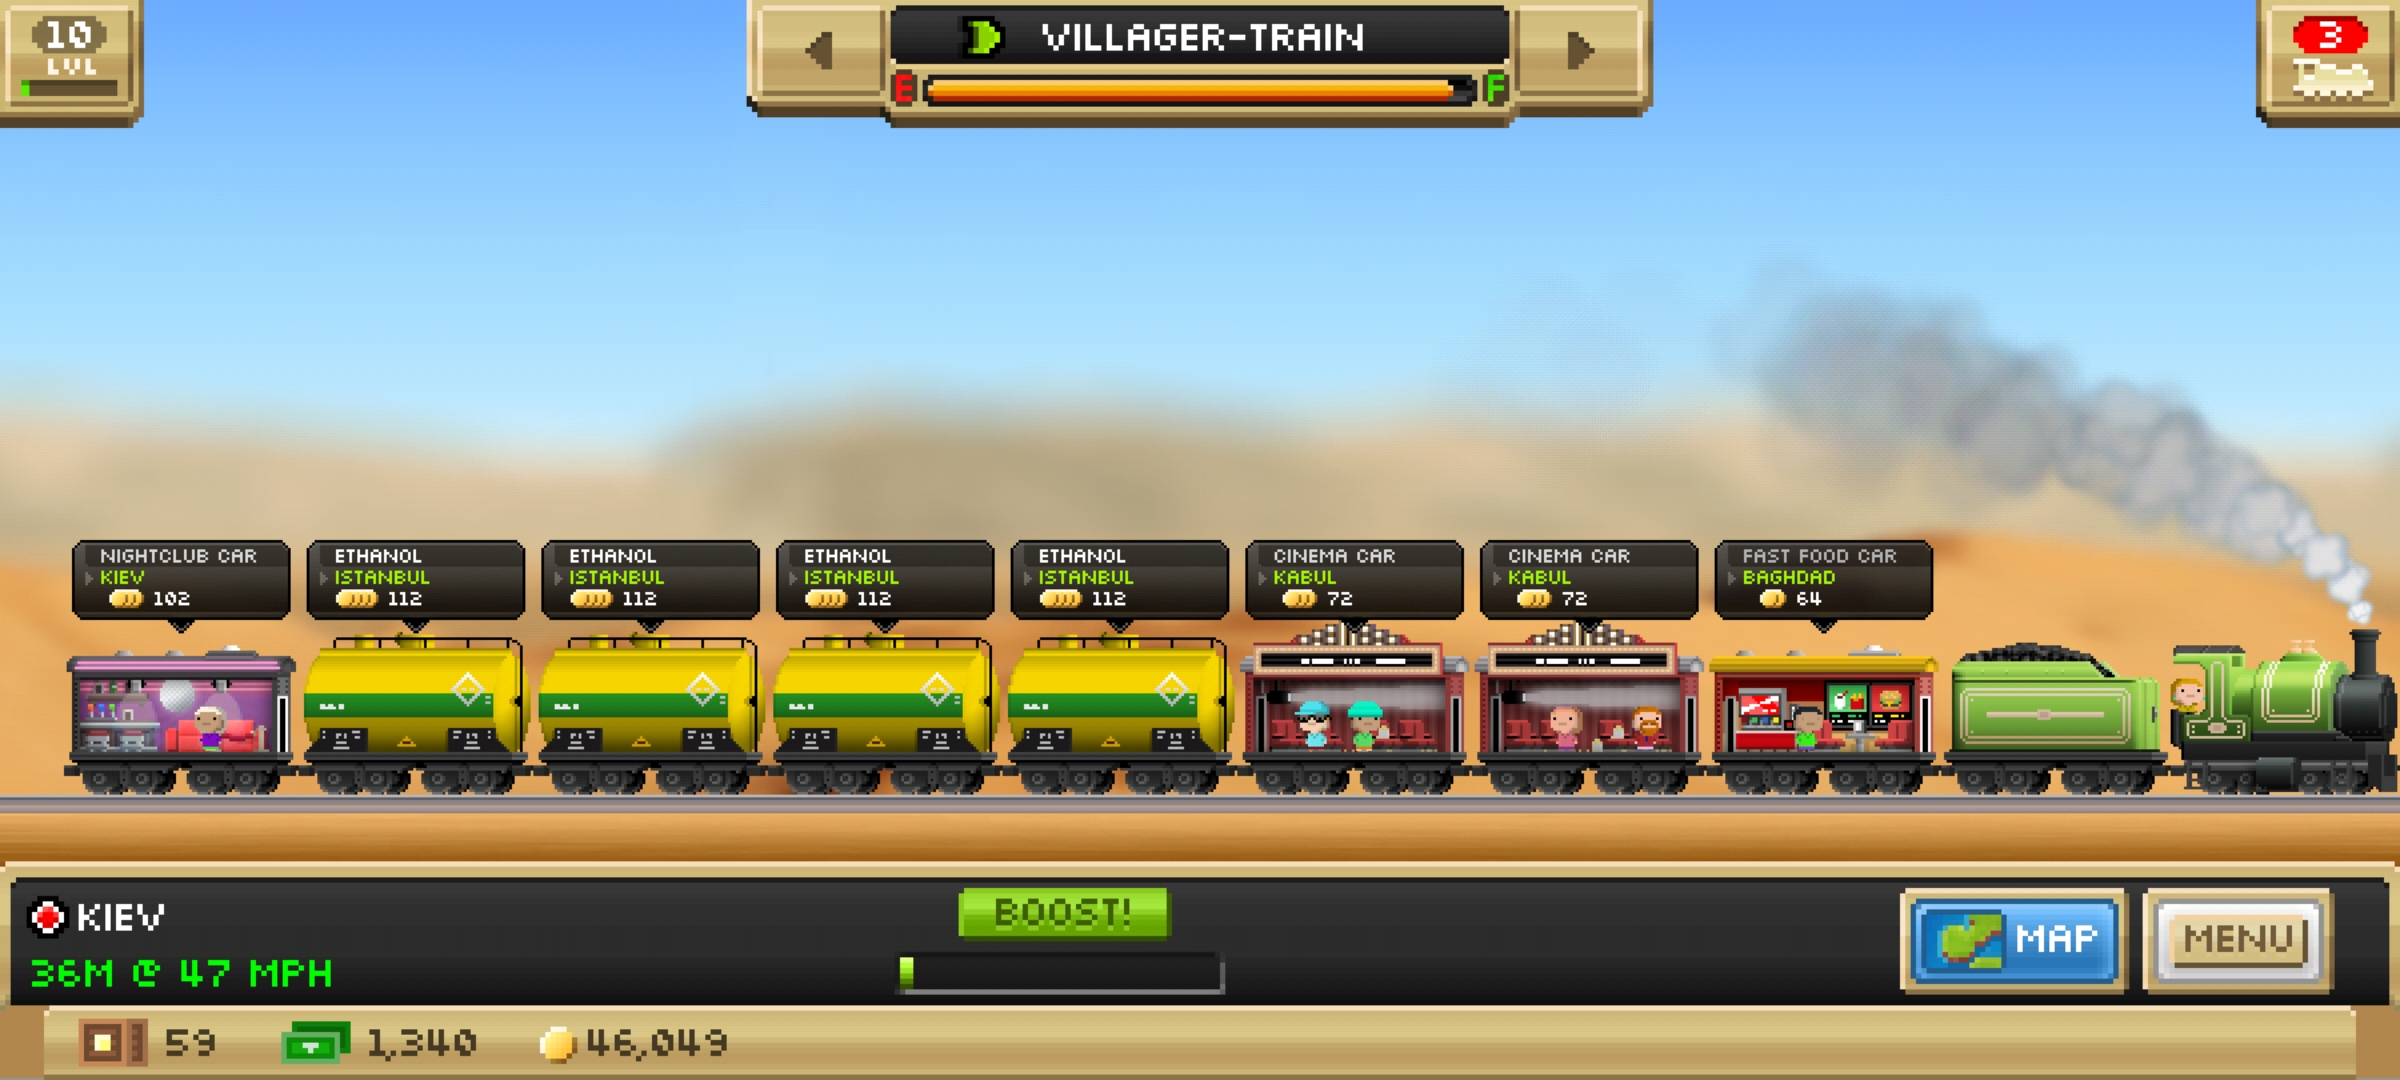 10
LVL
VILLAGER-TRAIN
E F
3
NIGHTCLUB CAR
KIEV
102
ETHANOL
ISTANBUL
112
ETHANOL
ISTANBUL
112
ETHANOL
ISTANBUL
112
ETHANOL
ISTANBUL
112
CINEMA CAR
KABUL
72
CINEMA CAR
KABUL
72
FAST FOOD CAR
BAGHDAD
64
KIEV
36M @ 47 MPH
BOOST!
MAP
MENU
59
1,340
46,049